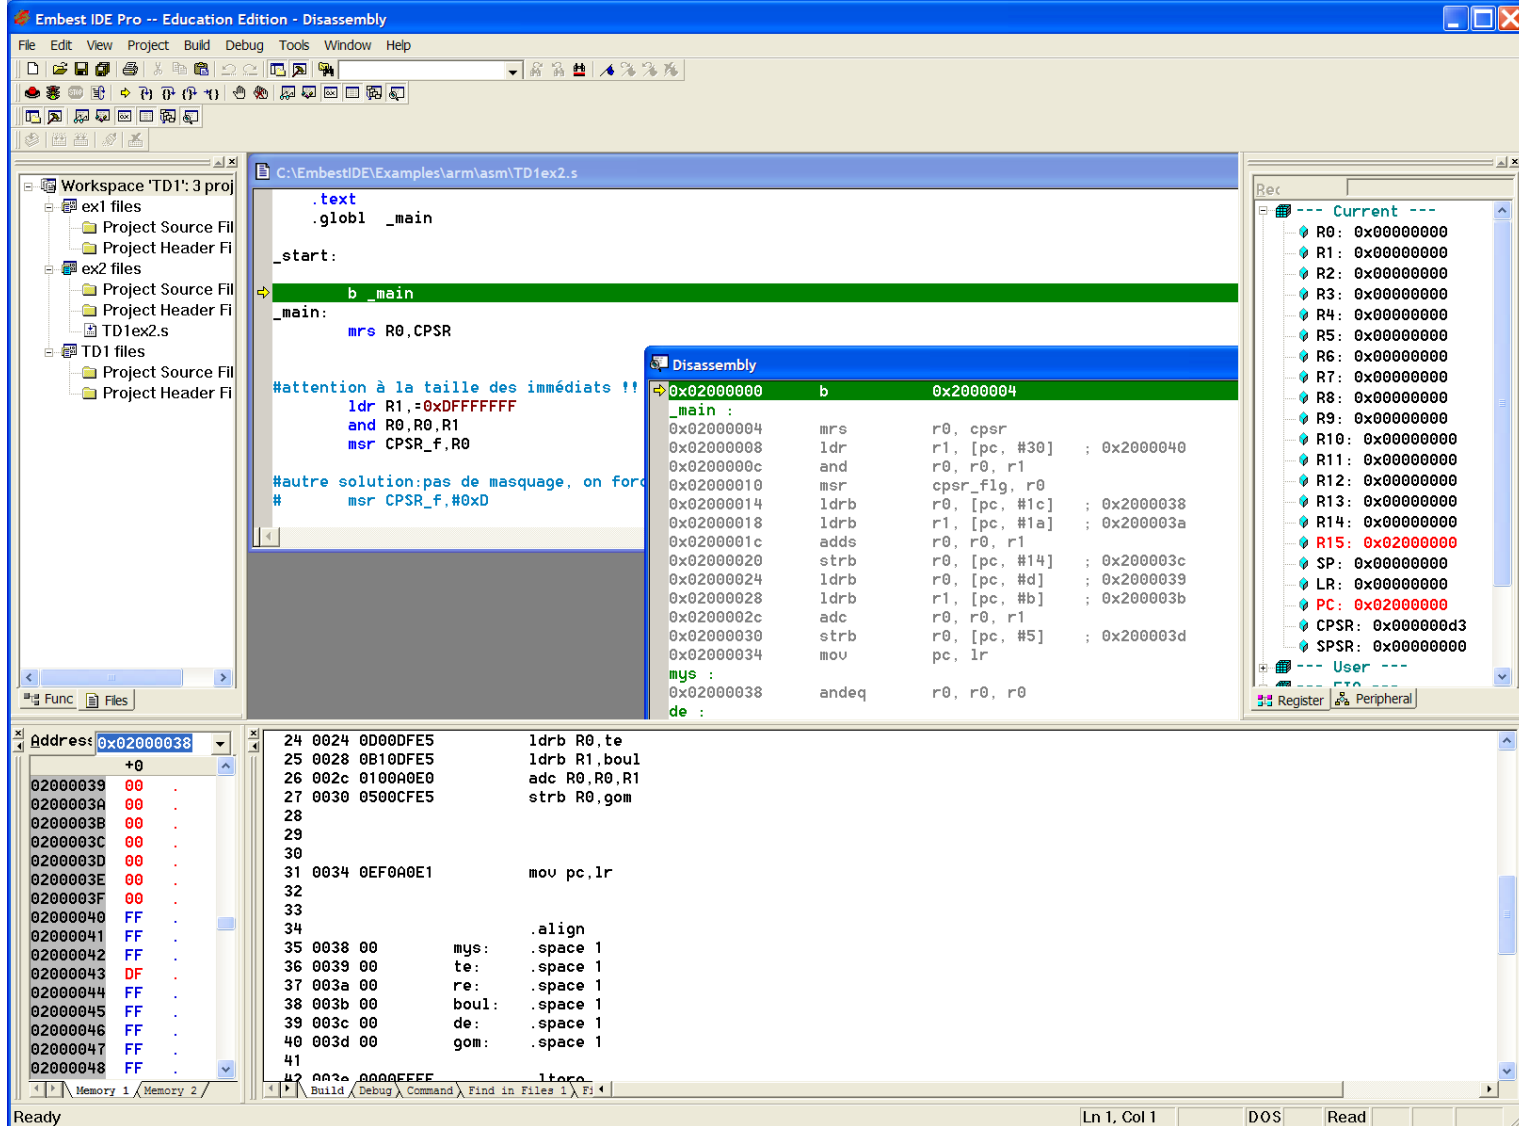 Embest IDE Pro -- Education Edition - Disassembly
File Edit View Project Build Debug Tools Window Help
Workspace 'TD1': 3 proj
ex1 files
Project Source Fil
Project Header Fi
ex2 files
Project Source Fil
Project Header Fi
TD1ex2.s
TD1 files
Project Source Fil
Project Header Fi
Func Files
C:\EmbestIDE\Examples\arm\asm\TD1ex2.s
.text
.globl _main
_start:
b _main
_main:
mrs R0,CPSR
#attention à la taille des immédiats !!
ldr R1,=0xDFFFFFFF
and R0,R0,R1
msr CPSR_f,R0
#autre solution:pas de masquage, on forc
# msr CPSR_f,#0xD
Disassembly
0x02000000 b 0x2000004
_main :
0x02000004 mrs r0, cpsr
0x02000008 ldr r1, [pc, #30] ; 0x2000040
0x0200000c and r0, r0, r1
0x02000010 msr cpsr_flg, r0
0x02000014 ldrb r0, [pc, #1c] ; 0x2000038
0x02000018 ldrb r1, [pc, #1a] ; 0x200003a
0x0200001c adds r0, r0, r1
0x02000020 strb r0, [pc, #14] ; 0x200003c
0x02000024 ldrb r0, [pc, #d] ; 0x2000039
0x02000028 ldrb r1, [pc, #b] ; 0x200003b
0x0200002c adc r0, r0, r1
0x02000030 strb r0, [pc, #5] ; 0x200003d
0x02000034 mov pc, lr
mys :
0x02000038 andeq r0, r0, r0
de :
--- Current ---
R0: 0x00000000
R1: 0x00000000
R2: 0x00000000
R3: 0x00000000
R4: 0x00000000
R5: 0x00000000
R6: 0x00000000
R7: 0x00000000
R8: 0x00000000
R9: 0x00000000
R10: 0x00000000
R11: 0x00000000
R12: 0x00000000
R13: 0x00000000
R14: 0x00000000
R15: 0x02000000
SP: 0x00000000
LR: 0x00000000
PC: 0x02000000
CPSR: 0x000000d3
SPSR: 0x00000000
--- User ---
Register Peripheral
Address 0x02000038
+0
02000039 00 .
0200003A 00 .
0200003B 00 .
0200003C 00 .
0200003D 00 .
0200003E 00 .
0200003F 00 .
02000040 FF .
02000041 FF .
02000042 FF .
02000043 DF .
02000044 FF .
02000045 FF .
02000046 FF .
02000047 FF .
02000048 FF .
Memory 1 Memory 2
24 0024 0D00DFE5 ldrb R0,te
25 0028 0B10DFE5 ldrb R1,boul
26 002c 0100A0E0 adc R0,R0,R1
27 0030 0500CFE5 strb R0,gom
28
29
30
31 0034 0EF0A0E1 mov pc,lr
32
33
34 .align
35 0038 00 mys: .space 1
36 0039 00 te: .space 1
37 003a 00 re: .space 1
38 003b 00 boul: .space 1
39 003c 00 de: .space 1
40 003d 00 gom: .space 1
41
42 003e 0000FFFF .ltorg
Build Debug Command Find in Files 1 Fi
Ready Ln 1, Col 1 DOS Read